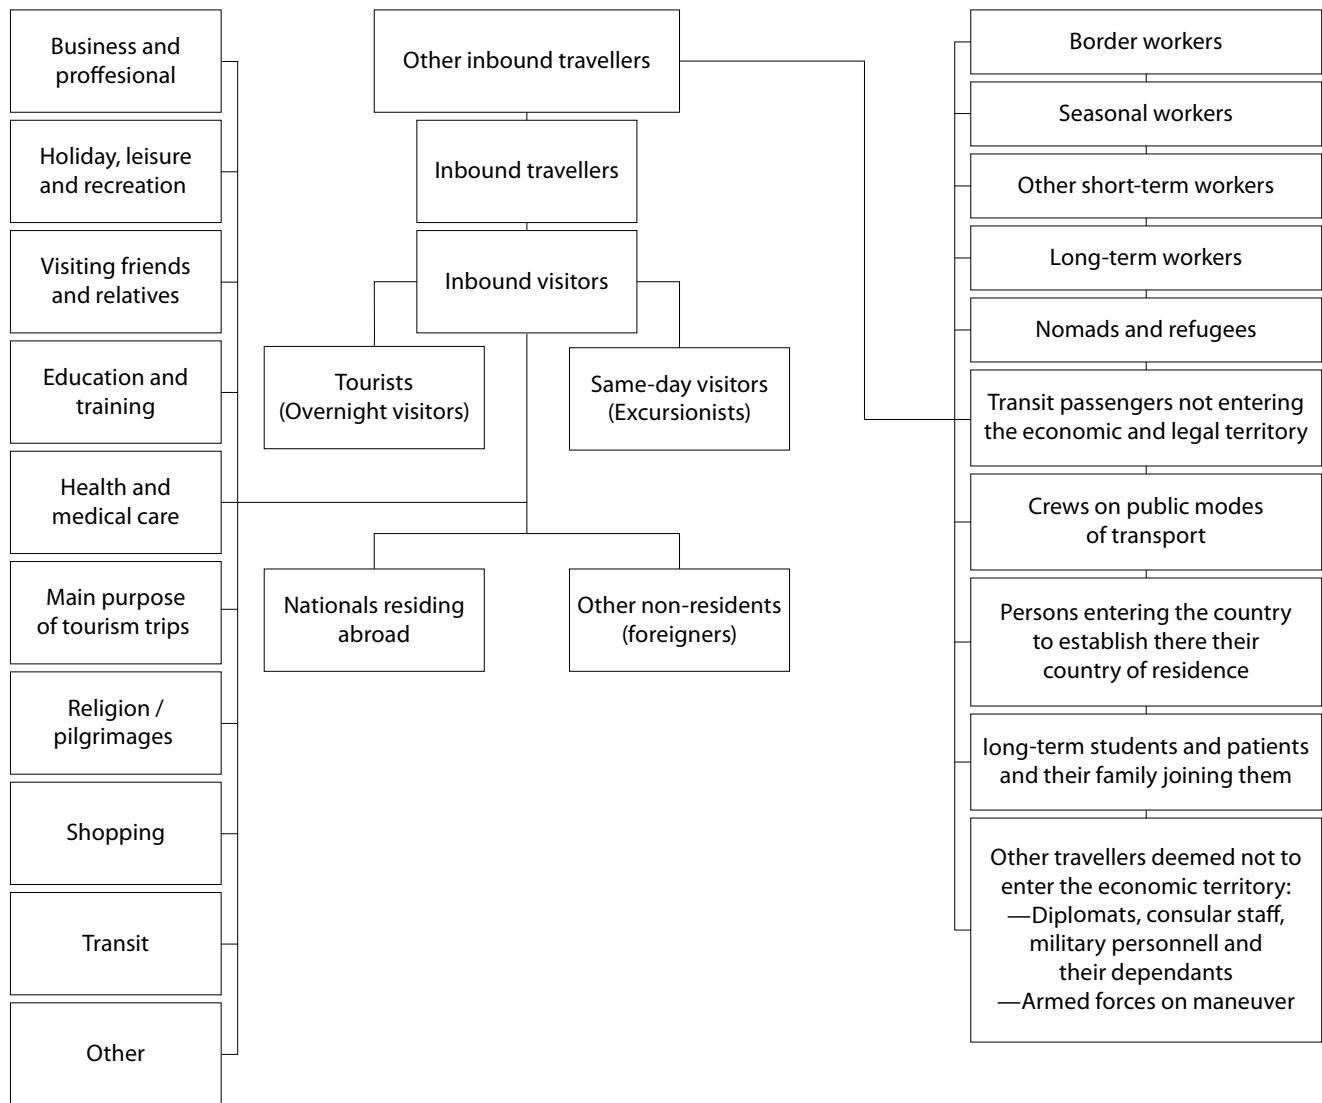 Business and
proffesional
Holiday, leisure
and recreation
Visiting friends
and relatives
Education and
training
Health and
medical care
Main purpose
of tourism trips
Religion /
pilgrimages
Shopping
Transit
Other
Other inbound travellers
Inbound travellers
Inbound visitors
Tourists
(Overnight visitors)
Same-day visitors
(Excursionists)
Nationals residing
abroad
Other non-residents
(foreigners)
Border workers
Seasonal workers
Other short-term workers
Long-term workers
Nomads and refugees
Transit passengers not entering
the economic and legal territory
Crews on public modes
of transport
Persons entering the country
to establish there their
country of residence
long-term students and patients
and their family joining them
Other travellers deemed not to
enter the economic territory:
—Diplomats, consular staff,
military personnell and
their dependants
—Armed forces on maneuver